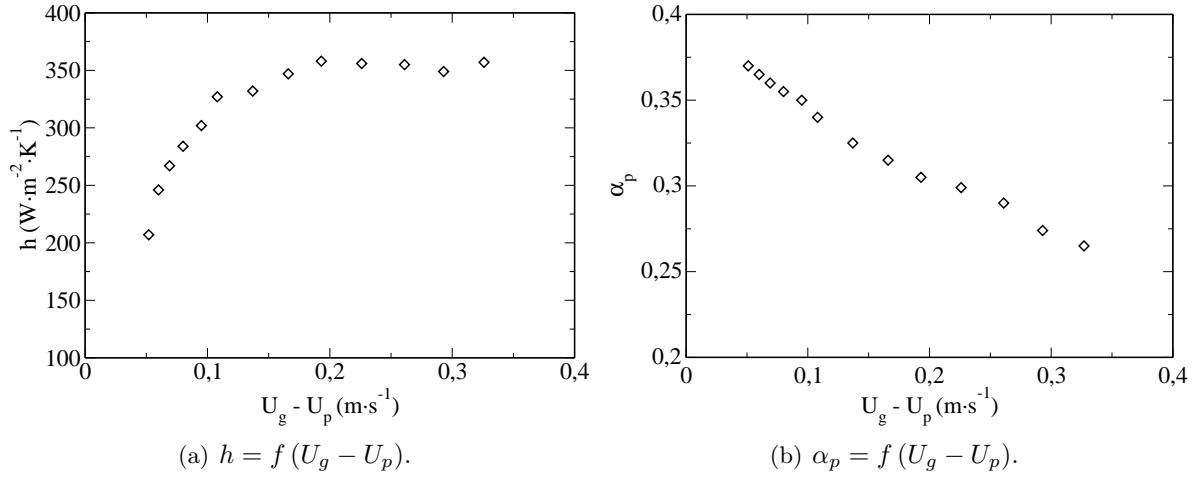 400
350
300
250
200
150
100
h (W·m⁻²·K⁻¹)
0 0,1 0,2 0,3 0,4
U_g - U_p (m·s⁻¹)
(a) h = f (U_g − U_p).
0,4
0,35
0,3
0,25
0,2
α_p
0 0,1 0,2 0,3 0,4
U_g - U_p (m·s⁻¹)
(b) α_p = f (U_g − U_p).